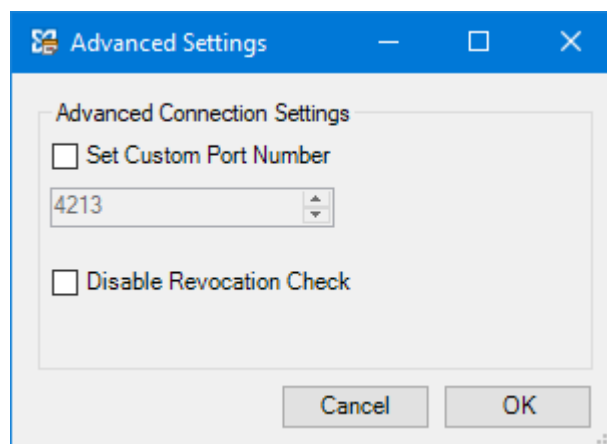 Advanced Settings
Advanced Connection Settings
Set Custom Port Number
4213
Disable Revocation Check
Cancel OK